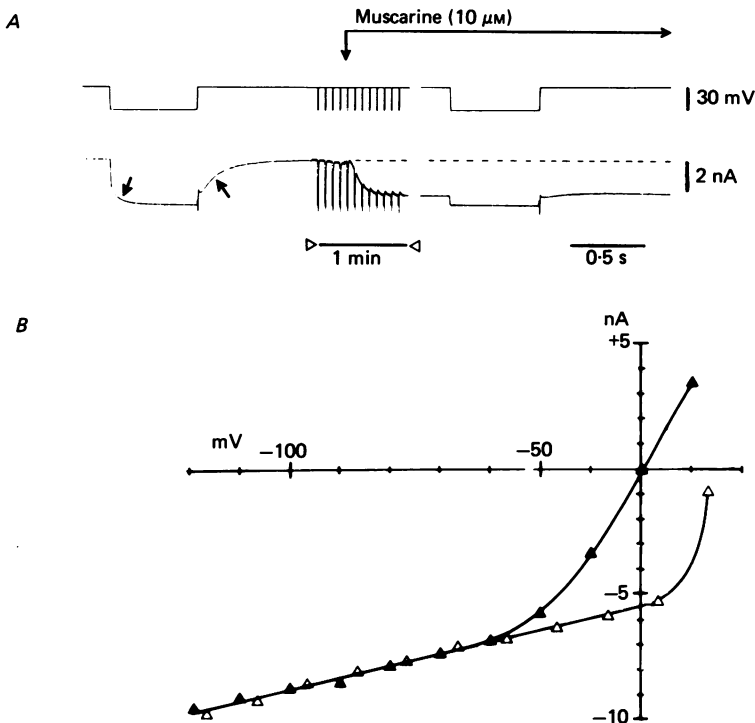 A
Muscarine (10 μM)
30 mV
2 nA
1 min
0·5 s
B
nA
+5
mV
−100
−50
−5
−10